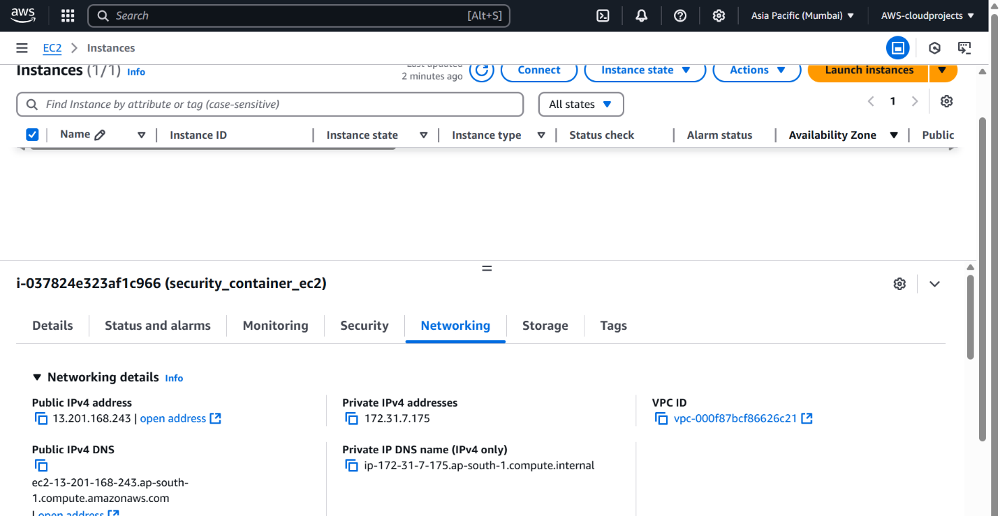 aws
Search [Alt+S] Asia Pacific (Mumbai) AWS-cloudprojects
EC2 Instances
Instances (1/1) Info Last updated 2 minutes ago Connect Instance state Actions Launch instances
Find Instance by attribute or tag (case-sensitive) All states 1
Name Instance ID Instance state Instance type Status check Alarm status Availability Zone Public
i-037824e323af1c966 (security_container_ec2)
Details Status and alarms Monitoring Security Networking Storage Tags
Networking details Info
Public IPv4 address Private IPv4 addresses VPC ID
13.201.168.243 | open address 172.31.7.175 vpc-000f87bcf86626c21
Public IPv4 DNS Private IP DNS name (IPv4 only)
ip-172-31-7-175.ap-south-1.compute.internal
ec2-13-201-168-243.ap-south-
1.compute.amazonaws.com
| open address